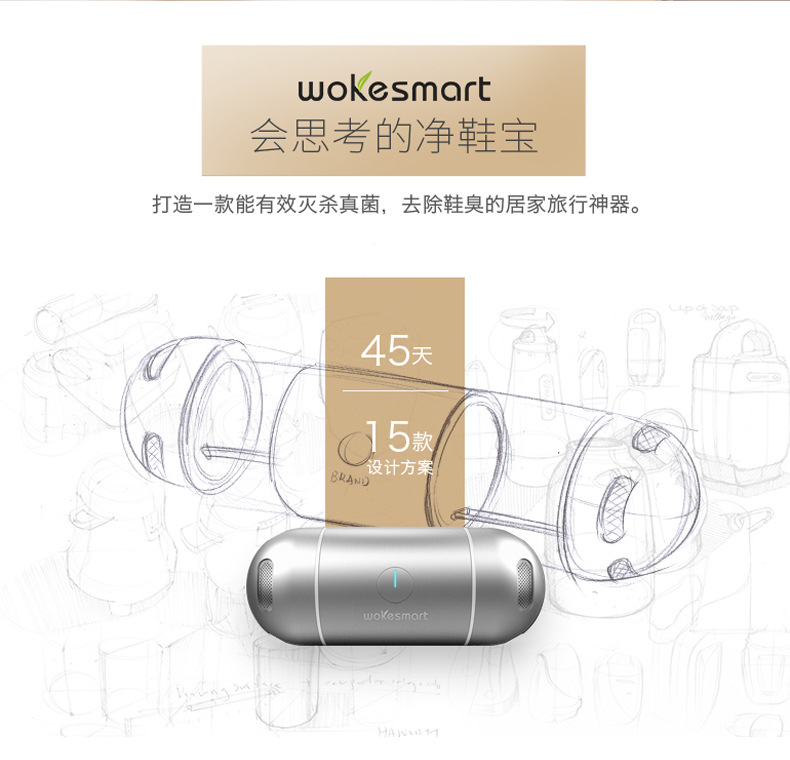 wokesmart
会思考的净鞋宝
打造一款能有效灭杀真菌，去除鞋臭的居家旅行神器。
45天
15款
设计方案
BRAND
wokesmart